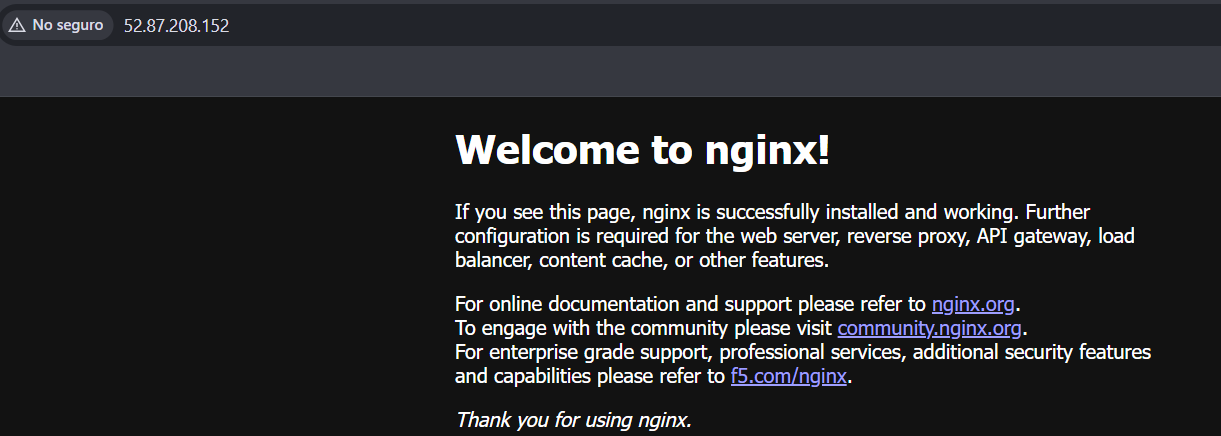 No seguro 52.87.208.152
Welcome to nginx!
If you see this page, nginx is successfully installed and working. Further
configuration is required for the web server, reverse proxy, API gateway, load
balancer, content cache, or other features.
For online documentation and support please refer to nginx.org.
To engage with the community please visit community.nginx.org.
For enterprise grade support, professional services, additional security features
and capabilities please refer to f5.com/nginx.
Thank you for using nginx.